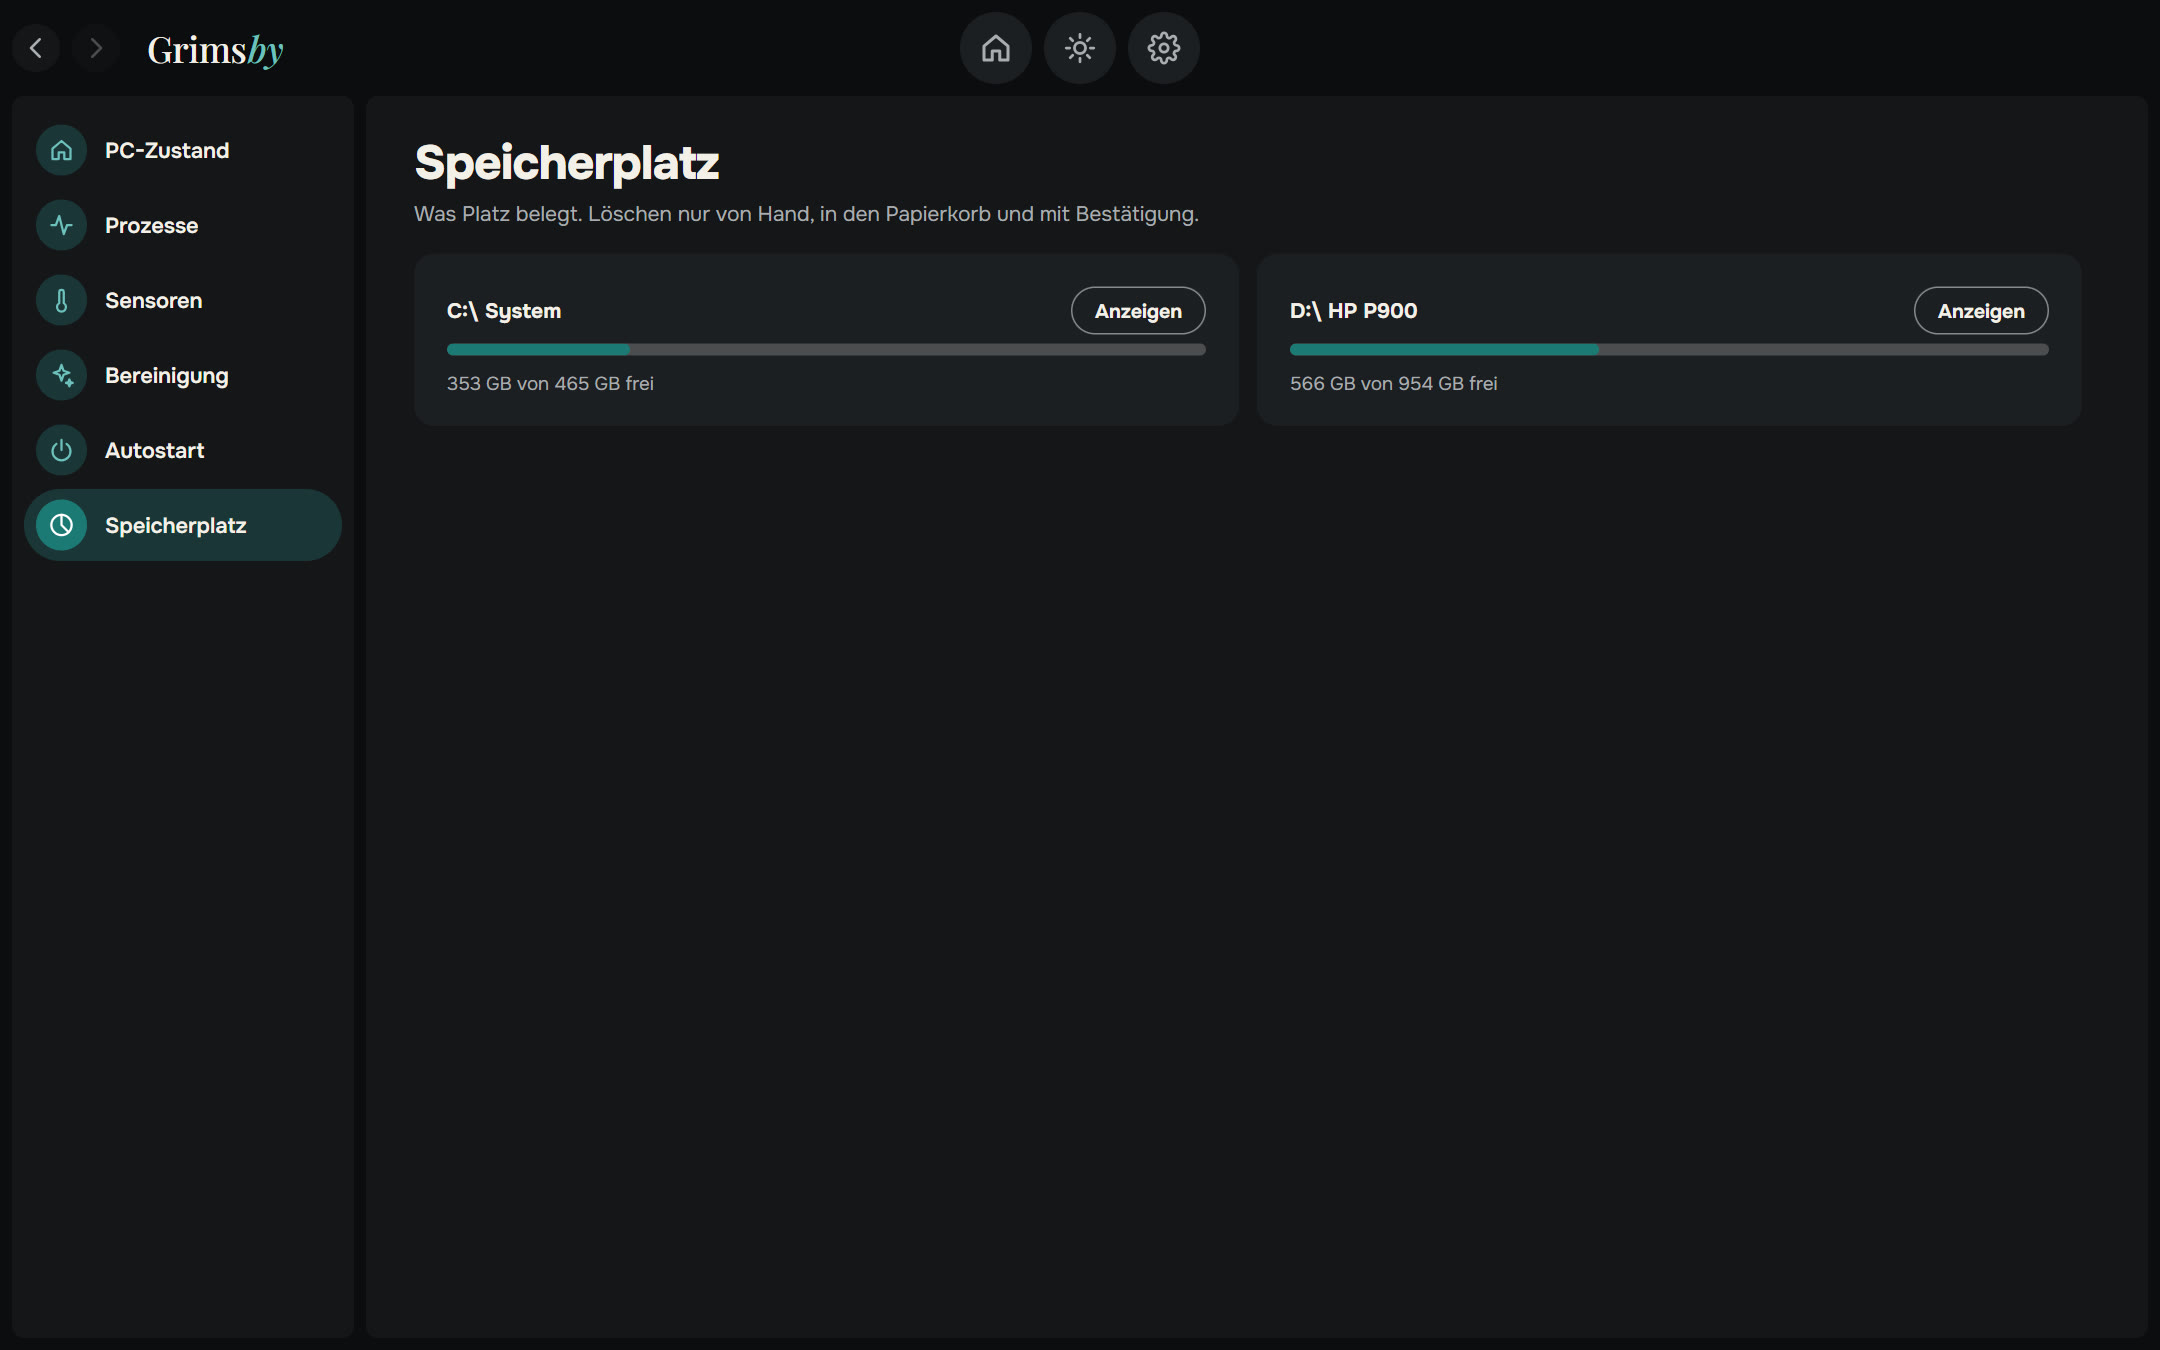 Grimsby
PC-Zustand
Prozesse
Sensoren
Bereinigung
Autostart
Speicherplatz
Speicherplatz
Was Platz belegt. Löschen nur von Hand, in den Papierkorb und mit Bestätigung.
C:\ System
Anzeigen
353 GB von 465 GB frei
D:\ HP P900
Anzeigen
566 GB von 954 GB frei